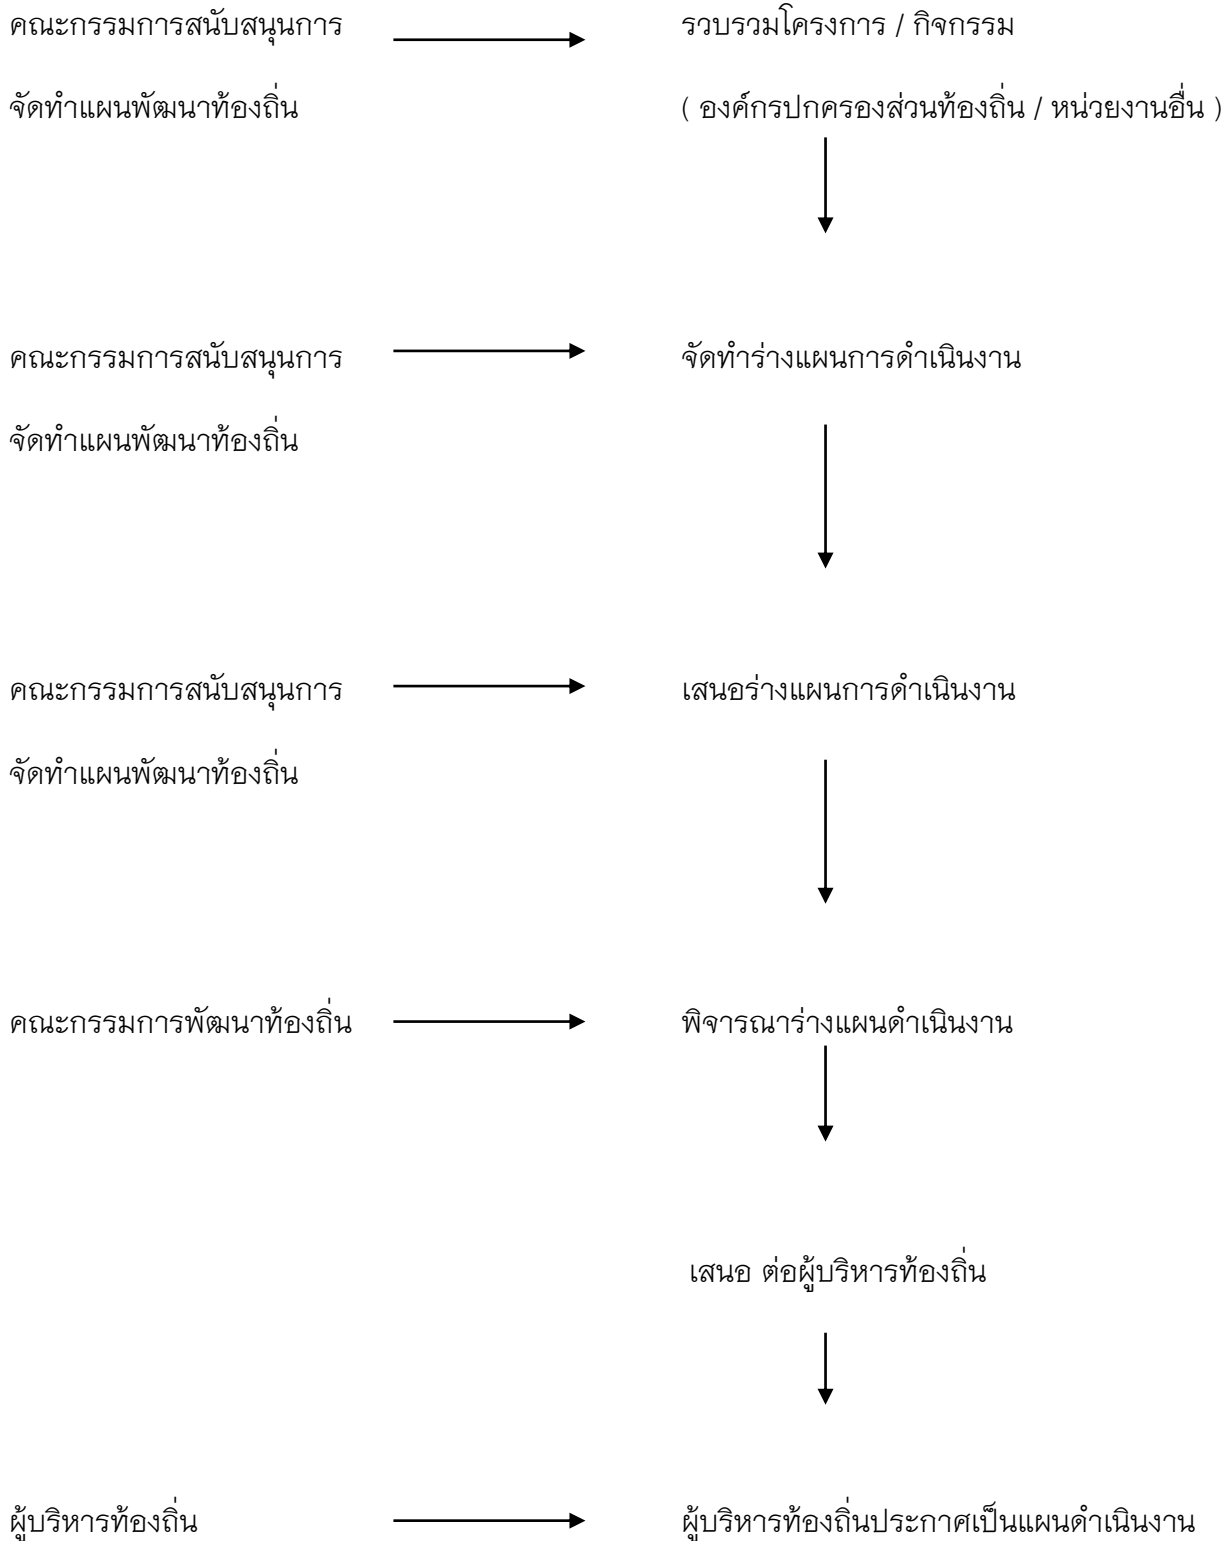 คณะกรรมการสนับสนุนการ
รวบรวมโครงการ / กิจกรรม
จัดทำแผนพัฒนาท้องถิ่น
( องค์กรปกครองส่วนท้องถิ่น / หน่วยงานอื่น )
คณะกรรมการสนับสนุนการ
จัดทำร่างแผนการดำเนินงาน
จัดทำแผนพัฒนาท้องถิ่น
คณะกรรมการสนับสนุนการ
เสนอร่างแผนการดำเนินงาน
จัดทำแผนพัฒนาท้องถิ่น
คณะกรรมการพัฒนาท้องถิ่น
พิจารณาร่างแผนดำเนินงาน
เสนอ ต่อผู้บริหารท้องถิ่น
ผู้บริหารท้องถิ่น
ผู้บริหารท้องถิ่นประกาศเป็นแผนดำเนินงาน